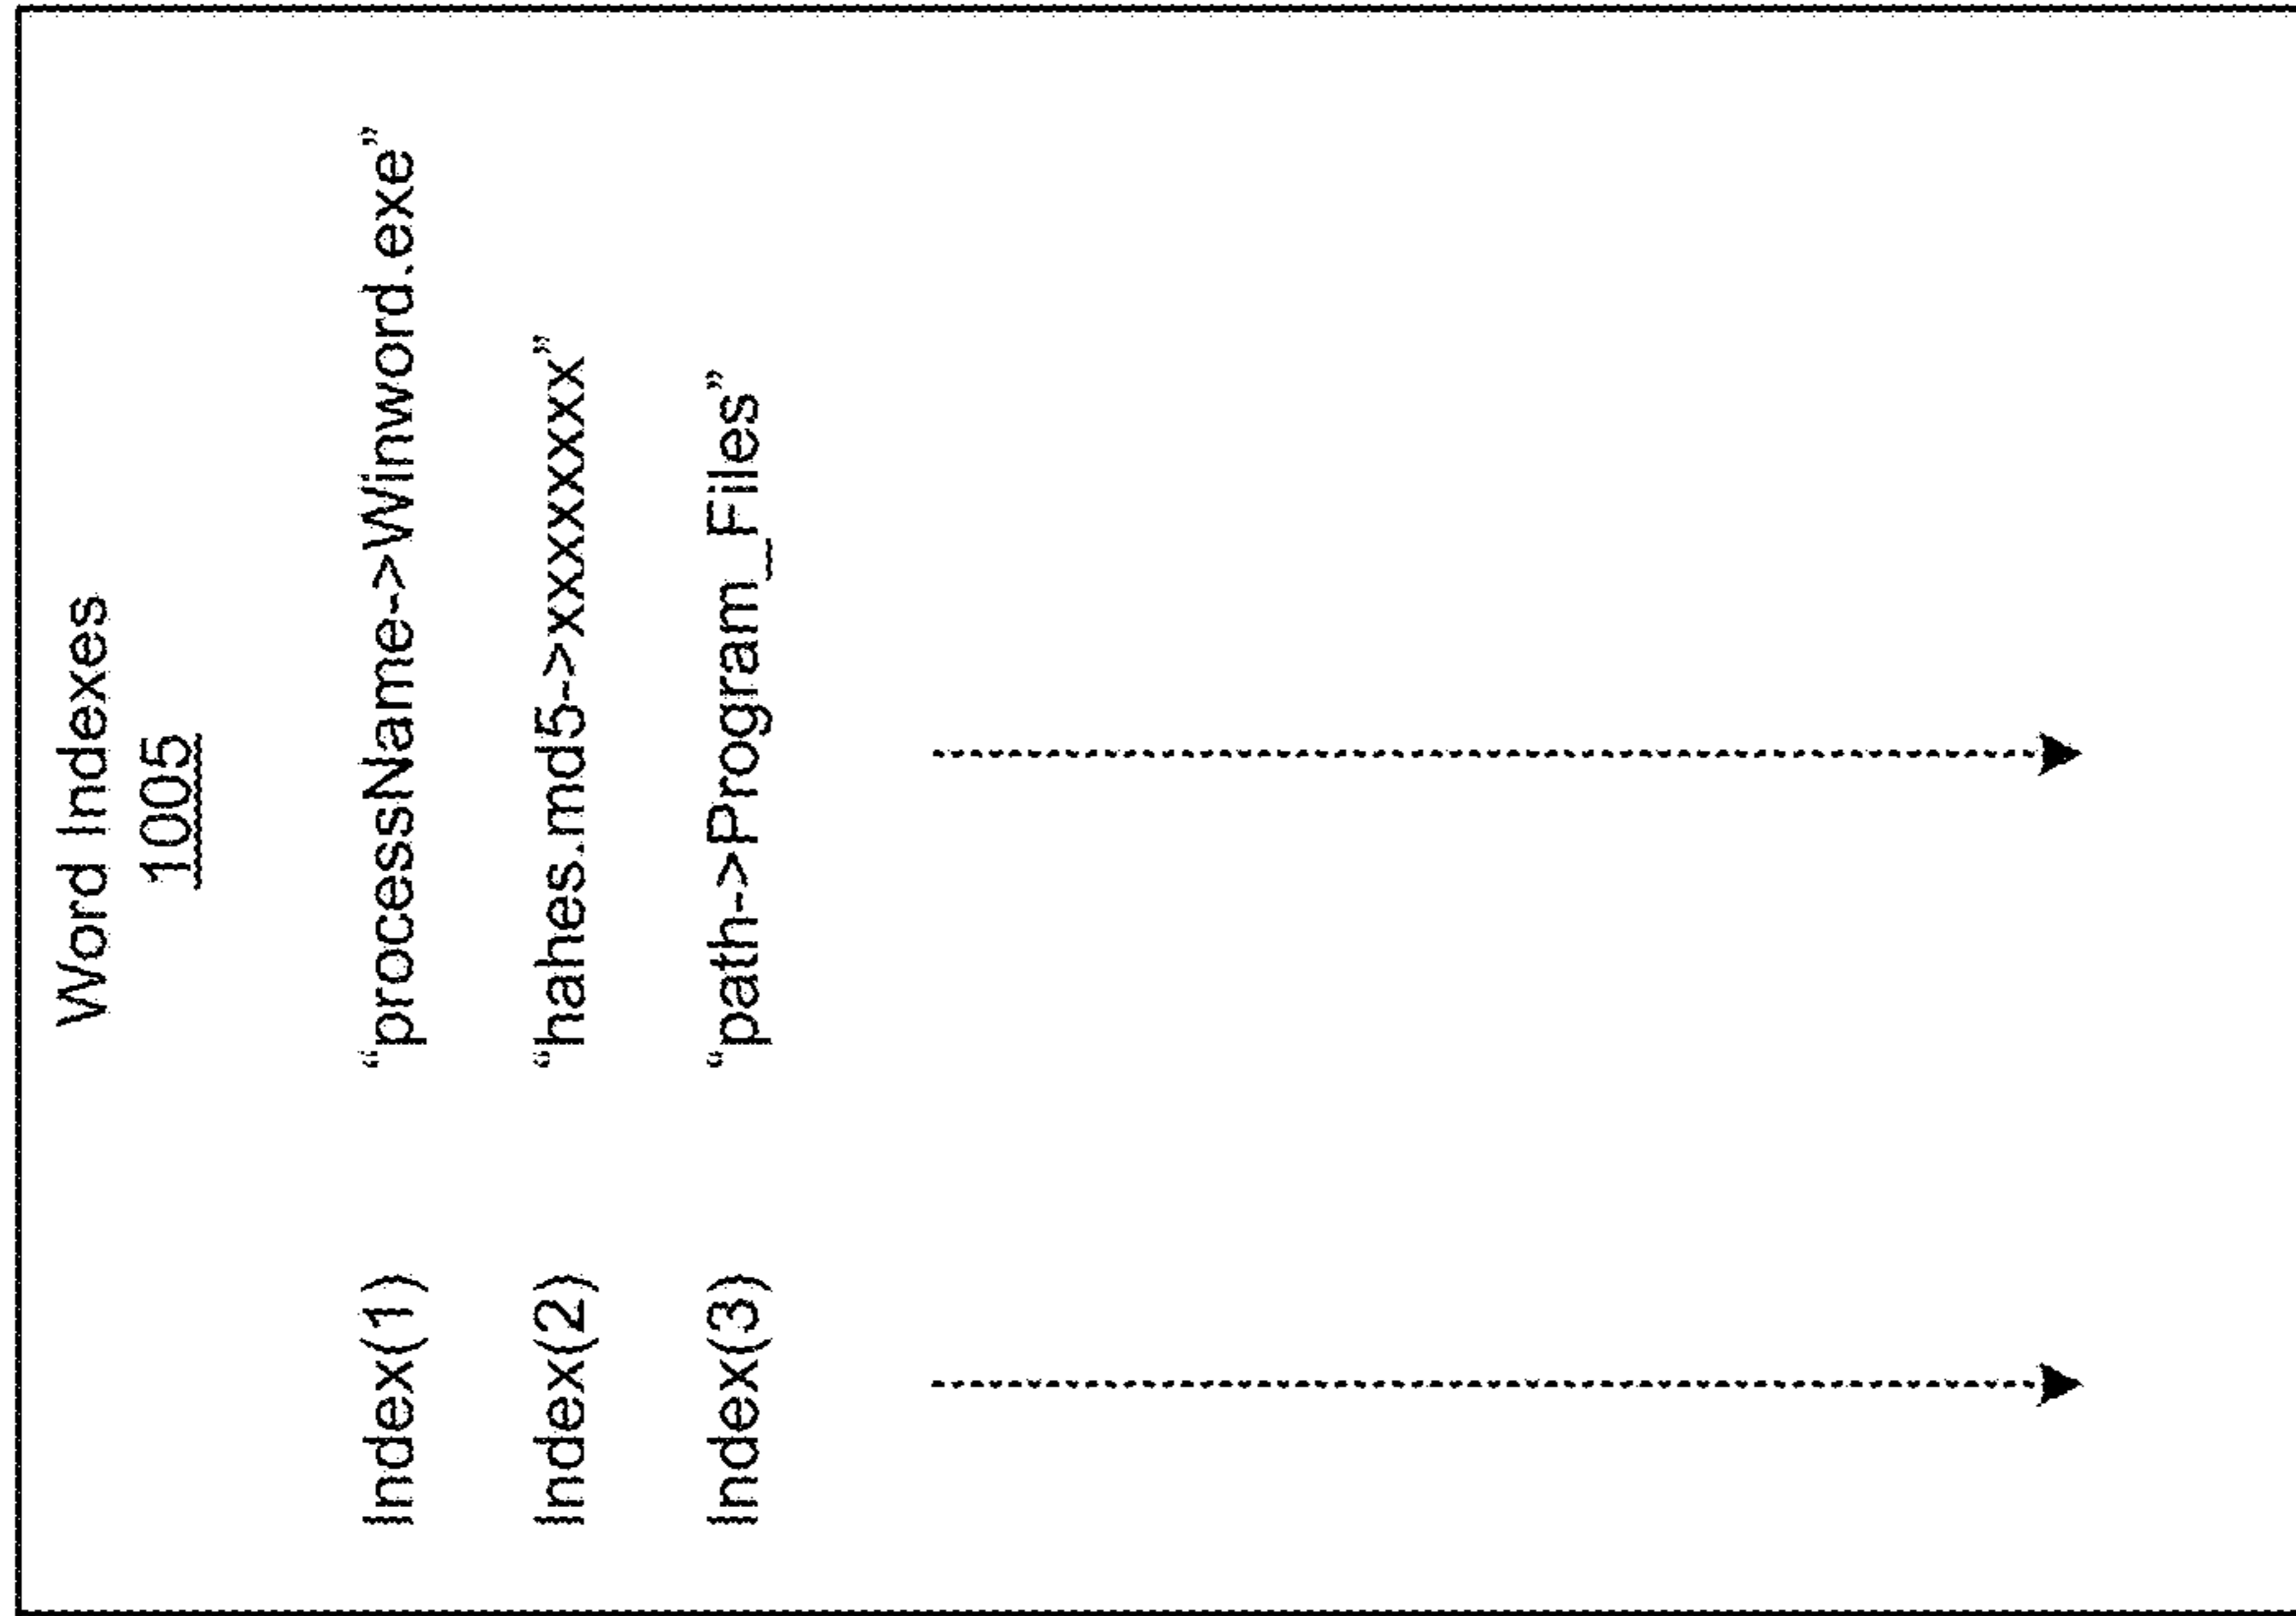 Word Indexes
1005
Index(1) “processName->Winword.exe”
Index(2) “hahes.md5->xxxxxxxx”
Index(3) “path->Program_Files”